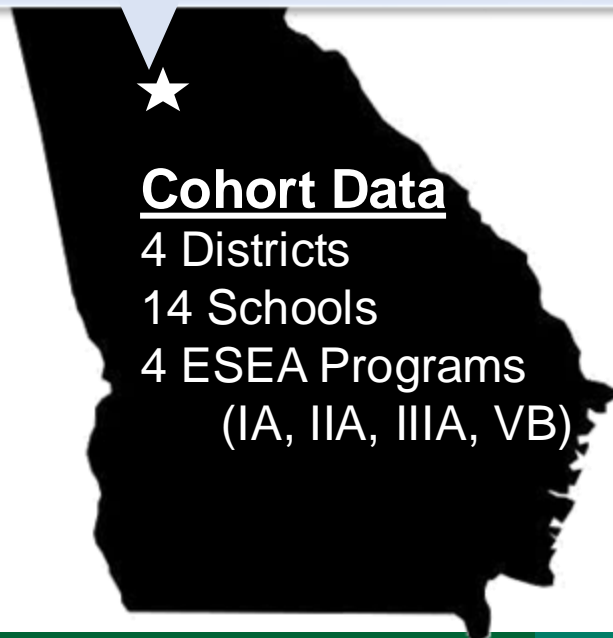 Cohort Data
4 Districts
14 Schools
4 ESEA Programs
(IA, IIA, IIIA, VB)